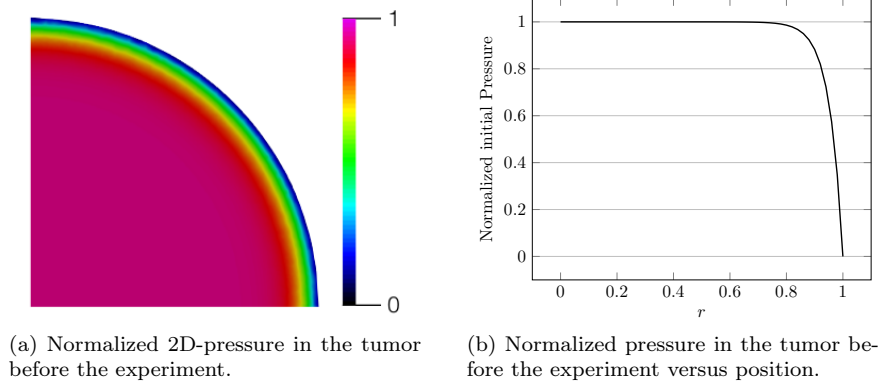 1
0
(a) Normalized 2D-pressure in the tumor
before the experiment.
Normalized initial Pressure
1
0.8
0.6
0.4
0.2
0
0
0.2
0.4
0.6
0.8
1
r
(b) Normalized pressure in the tumor be-
fore the experiment versus position.